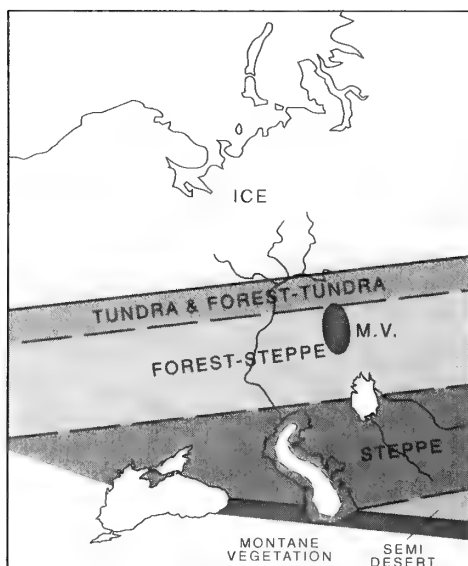 ICE
TUNDRA & FOREST-TUNDRA
M.V.
FOREST-STEPPE
STEPPE
MONTANE
VEGETATION
SEMI
DESERT